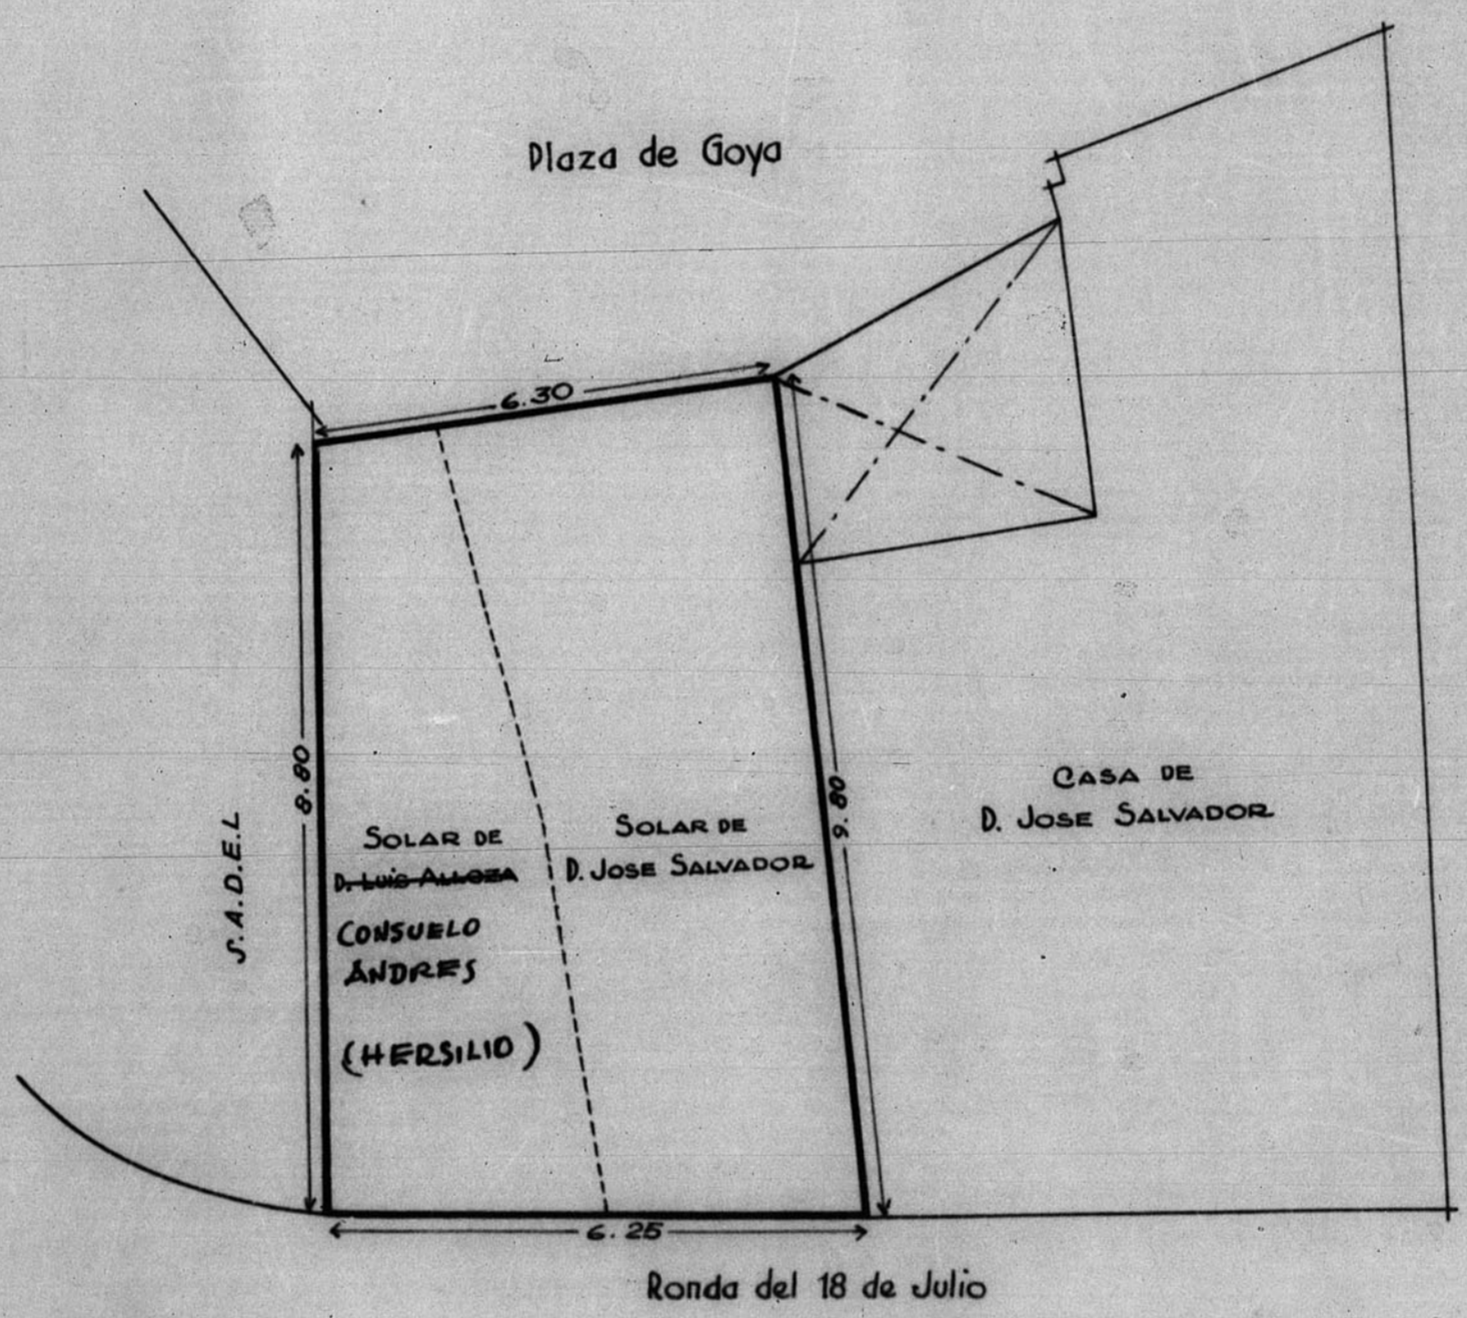 Plaza de Goya
6.30
8.80
9.80
S.A.D.E.L
SOLAR DE
D. LUIS ALLOZA
CONSUELO
ANDRES
(HERSILIO)
SOLAR DE
D. JOSE SALVADOR
CASA DE
D. JOSE SALVADOR
6.25
Ronda del 18 de Julio